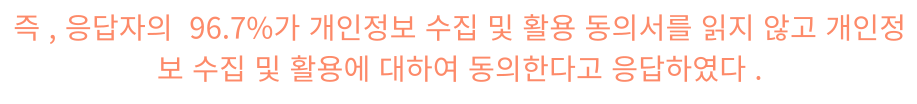 즉 , 응답자의  96.7%가 개인정보 수집 및 활용 동의서를 읽지 않고 개인정
보 수집 및 활용에 대하여 동의한다고 응답하였다 .